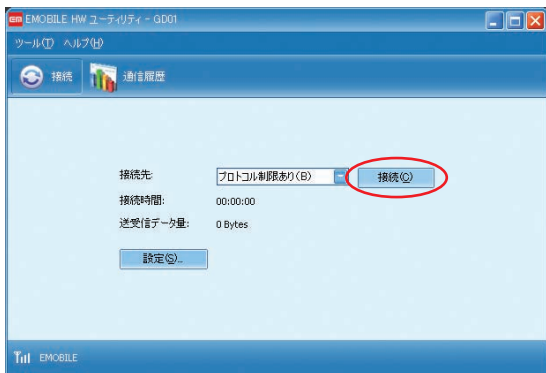 em EMOBILE HW ユーティリティ - GD01
ツール(T) ヘルプ(H)
接続 通信履歴
接続先: プロトコル制限あり(B) 接続(C)
接続時間: 00:00:00
送受信データ量: 0 Bytes
設定(S)...
EMOBILE